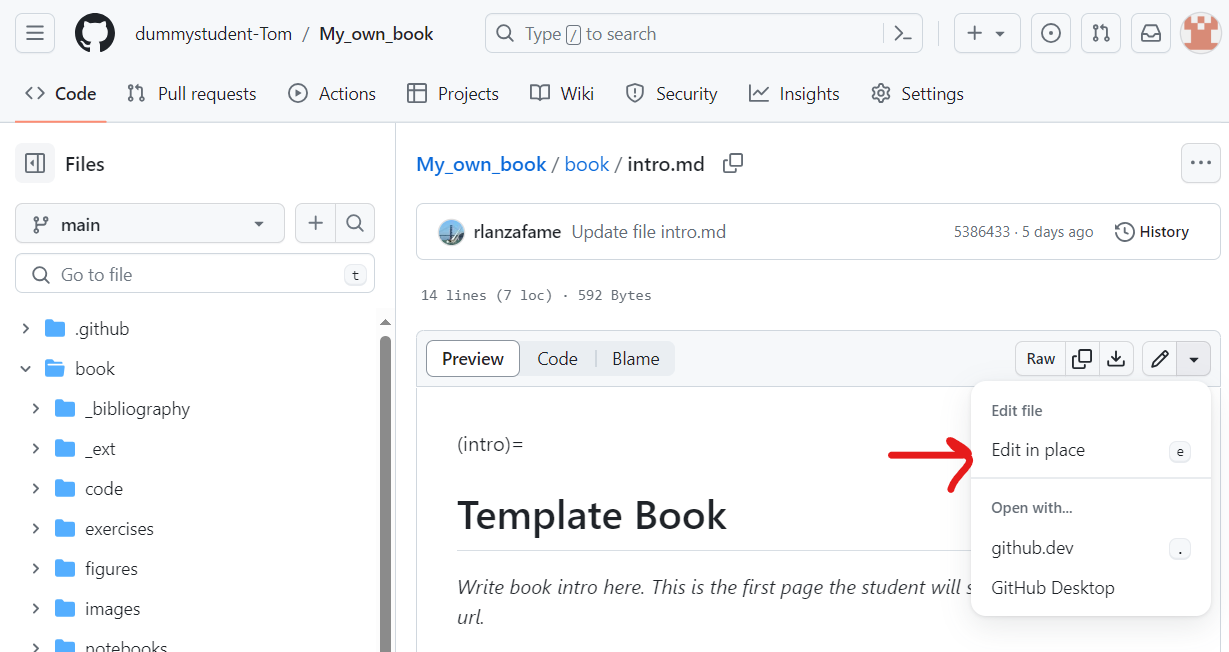 dummystudent-Tom / My_own_book
Type / to search
Code Pull requests Actions Projects Wiki Security Insights Settings
Files
main
Go to file t
.github
book
_bibliography
_ext
code
exercises
figures
images
notebooks
My_own_book / book / intro.md
rlanzafame Update file intro.md 5386433 · 5 days ago History
14 lines (7 loc) · 592 Bytes
Preview Code Blame Raw
Edit file
Edit in place e
Open with...
github.dev .
GitHub Desktop
(intro)=
Template Book
Write book intro here. This is the first page the student will s
url.